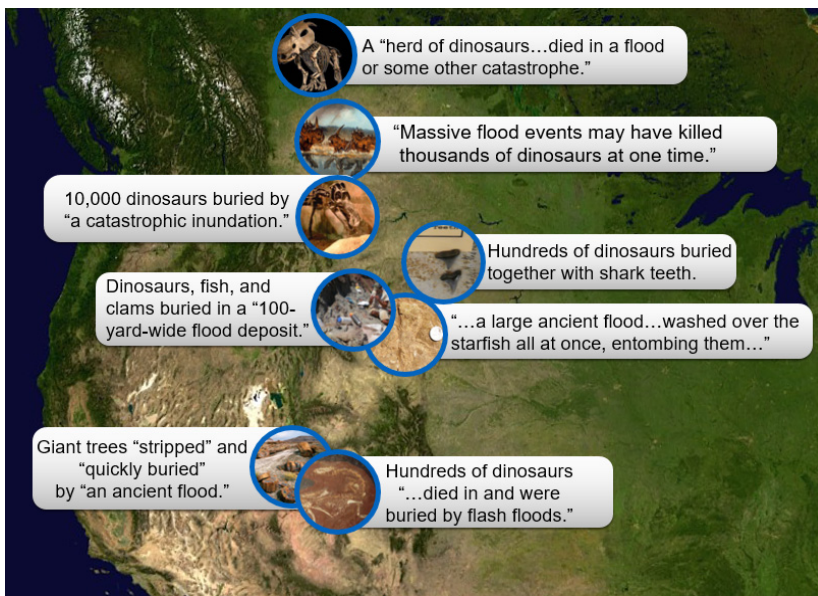 A “herd of dinosaurs…died in a flood
or some other catastrophe.”
“Massive flood events may have killed
thousands of dinosaurs at one time.”
10,000 dinosaurs buried by
“a catastrophic inundation.”
Hundreds of dinosaurs buried
together with shark teeth.
Dinosaurs, fish, and
clams buried in a “100-
yard-wide flood deposit.”
“…a large ancient flood…washed over the
starfish all at once, entombing them…”
Giant trees “stripped” and
“quickly buried”
by “an ancient flood.”
Hundreds of dinosaurs
“…died in and were
buried by flash floods.”